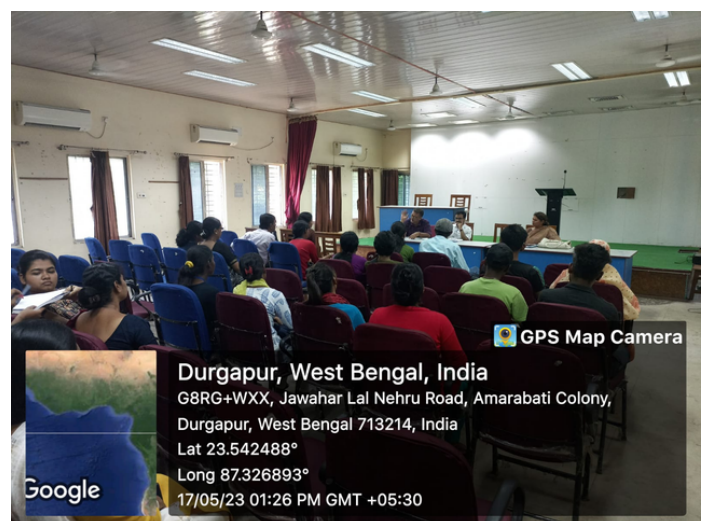 GPS Map Camera
Durgapur, West Bengal, India
G8RG+WXX, Jawahar Lal Nehru Road, Amarabati Colony,
Durgapur, West Bengal 713214, India
Lat 23.542488°
Long 87.326893°
17/05/23 01:26 PM GMT +05:30
Google